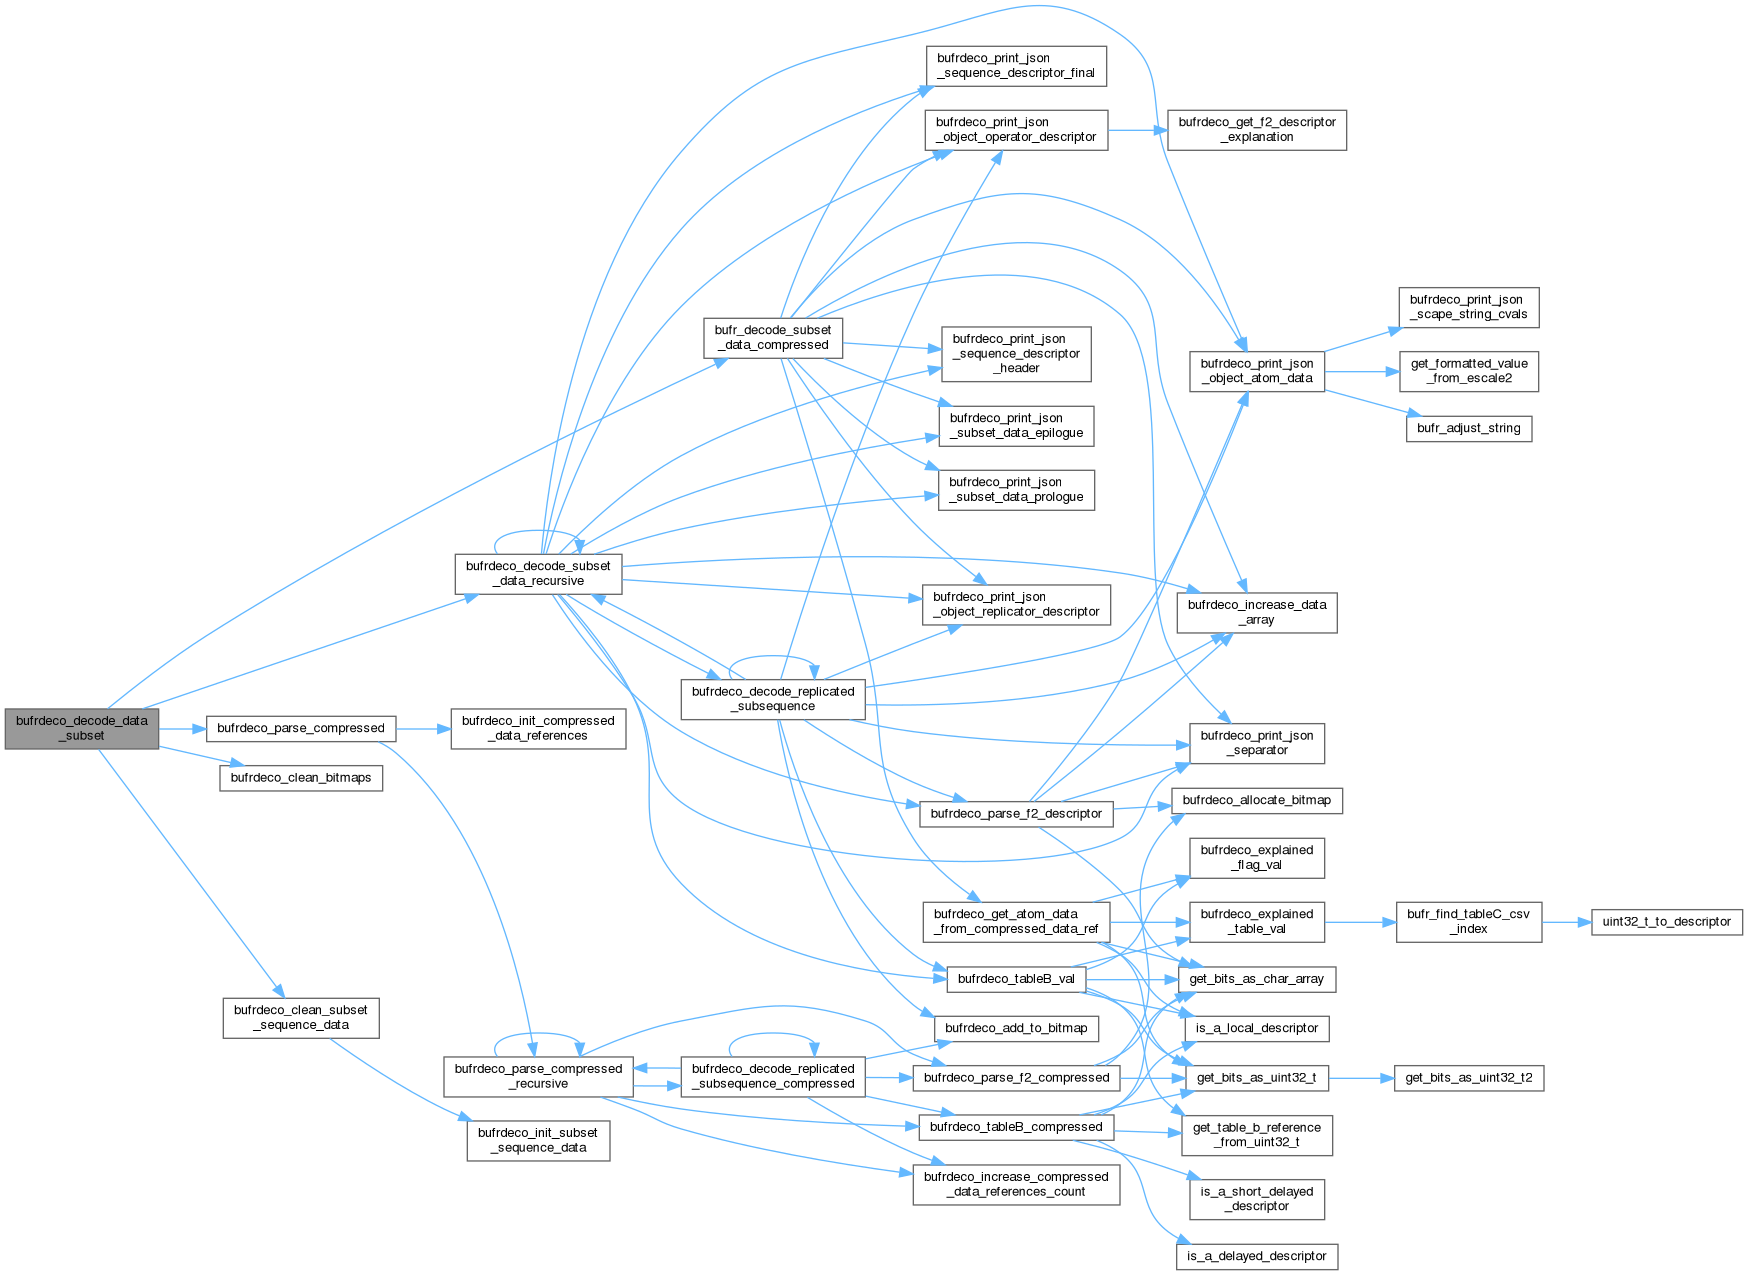 bufrdeco_decode_data
_subset
bufrdeco_parse_compressed
bufrdeco_clean_bitmaps
bufrdeco_clean_subset
_sequence_data
bufrdeco_decode_subset
_data_recursive
bufrdeco_init_compressed
_data_references
bufrdeco_parse_compressed
_recursive
bufrdeco_init_subset
_sequence_data
bufr_decode_subset
_data_compressed
bufrdeco_decode_replicated
_subsequence
bufrdeco_decode_replicated
_subsequence_compressed
bufrdeco_print_json
_sequence_descriptor_final
bufrdeco_print_json
_object_operator_descriptor
bufrdeco_print_json
_sequence_descriptor
_header
bufrdeco_print_json
_subset_data_epilogue
bufrdeco_print_json
_subset_data_prologue
bufrdeco_print_json
_object_replicator_descriptor
bufrdeco_parse_f2_descriptor
bufrdeco_get_atom_data
_from_compressed_data_ref
bufrdeco_tableB_val
bufrdeco_add_to_bitmap
bufrdeco_parse_f2_compressed
bufrdeco_tableB_compressed
bufrdeco_increase_compressed
_data_references_count
bufrdeco_get_f2_descriptor
_explanation
bufrdeco_print_json
_object_atom_data
bufrdeco_increase_data
_array
bufrdeco_print_json
_separator
bufrdeco_allocate_bitmap
bufrdeco_explained
_flag_val
bufrdeco_explained
_table_val
get_bits_as_char_array
is_a_local_descriptor
get_bits_as_uint32_t
get_table_b_reference
_from_uint32_t
is_a_short_delayed
_descriptor
is_a_delayed_descriptor
bufrdeco_print_json
_scape_string_cvals
get_formatted_value
_from_escale2
bufr_adjust_string
bufr_find_tableC_csv
_index
get_bits_as_uint32_t2
uint32_t_to_descriptor